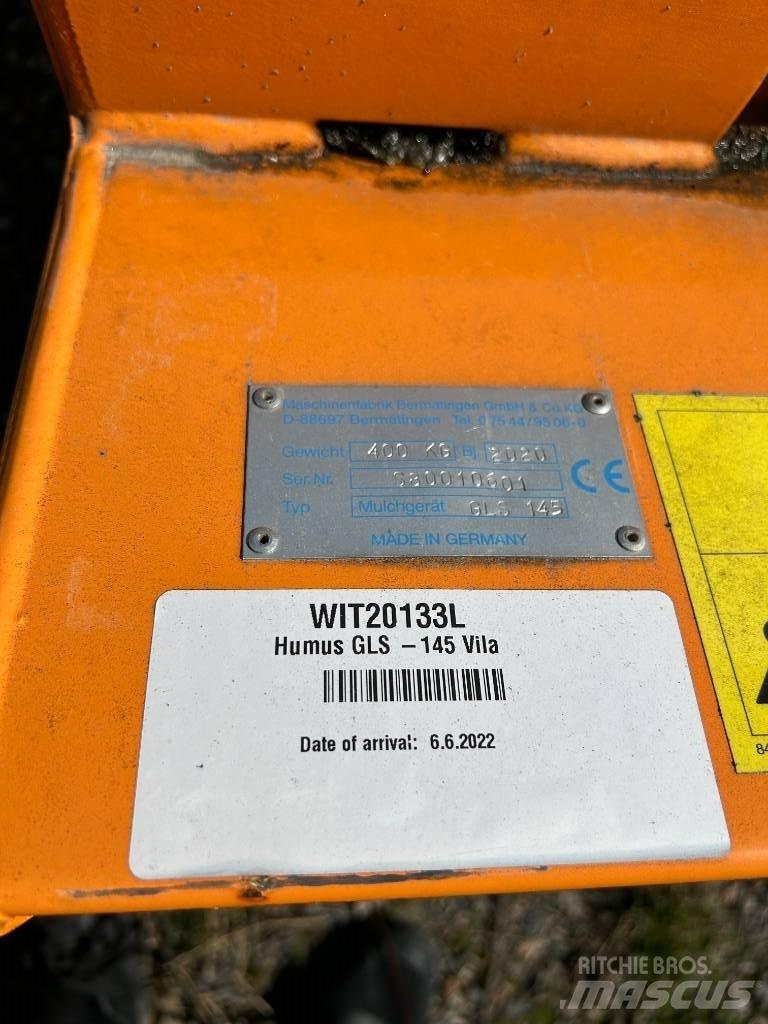 Maschinenfabrik Bermatingen GmbH & Co.KG
D-88697 Bermatingen Tel. 07544/9506-0
Gewicht 400 KG Bj. 2020
Ser.Nr.
Typ Mulchgerät GLS 145
CE
MADE IN GERMANY
WIT20133L
Humus GLS – 145 Vila
Date of arrival: 6.6.2022
84
RITCHIE BROS.
MASCUS